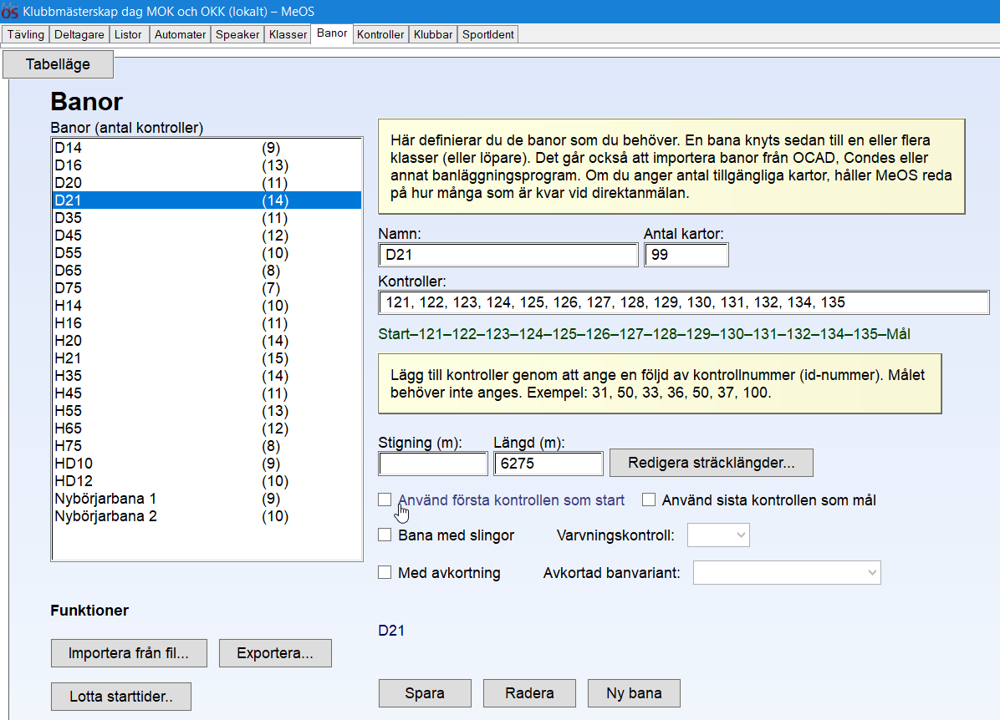 Klubbmästerskap dag MOK och OKK (lokalt) – MeOS
Tävling Deltagare Listor Automater Speaker Klasser Banor Kontroller Klubbar SportIdent
Tabelläge
Banor
Banor (antal kontroller)
D14 (9)
D16 (13)
D20 (11)
D21 (14)
D35 (11)
D45 (12)
D55 (10)
D65 (8)
D75 (7)
H14 (10)
H16 (11)
H20 (14)
H21 (15)
H35 (14)
H45 (11)
H55 (13)
H65 (12)
H75 (8)
HD10 (9)
HD12 (10)
Nybörjarbana 1 (9)
Nybörjarbana 2 (10)
Funktioner
Importera från fil... Exportera...
Lotta starttider..
Här definierar du de banor som du behöver. En bana knyts sedan till en eller flera
klasser (eller löpare). Det går också att importera banor från OCAD, Condes eller
annat banläggningsprogram. Om du anger antal tillgängliga kartor, håller MeOS reda
på hur många som är kvar vid direktanmälan.
Namn: Antal kartor:
D21 99
Kontroller:
121, 122, 123, 124, 125, 126, 127, 128, 129, 130, 131, 132, 134, 135
Start–121–122–123–124–125–126–127–128–129–130–131–132–134–135–Mål
Lägg till kontroller genom att ange en följd av kontrollnummer (id-nummer). Målet
behöver inte anges. Exempel: 31, 50, 33, 36, 50, 37, 100.
Stigning (m): Längd (m):
6275 Redigera sträcklängder...
Använd första kontrollen som start Använd sista kontrollen som mål
Bana med slingor Varvningskontroll:
Med avkortning Avkortad banvariant:
D21
Spara Radera Ny bana